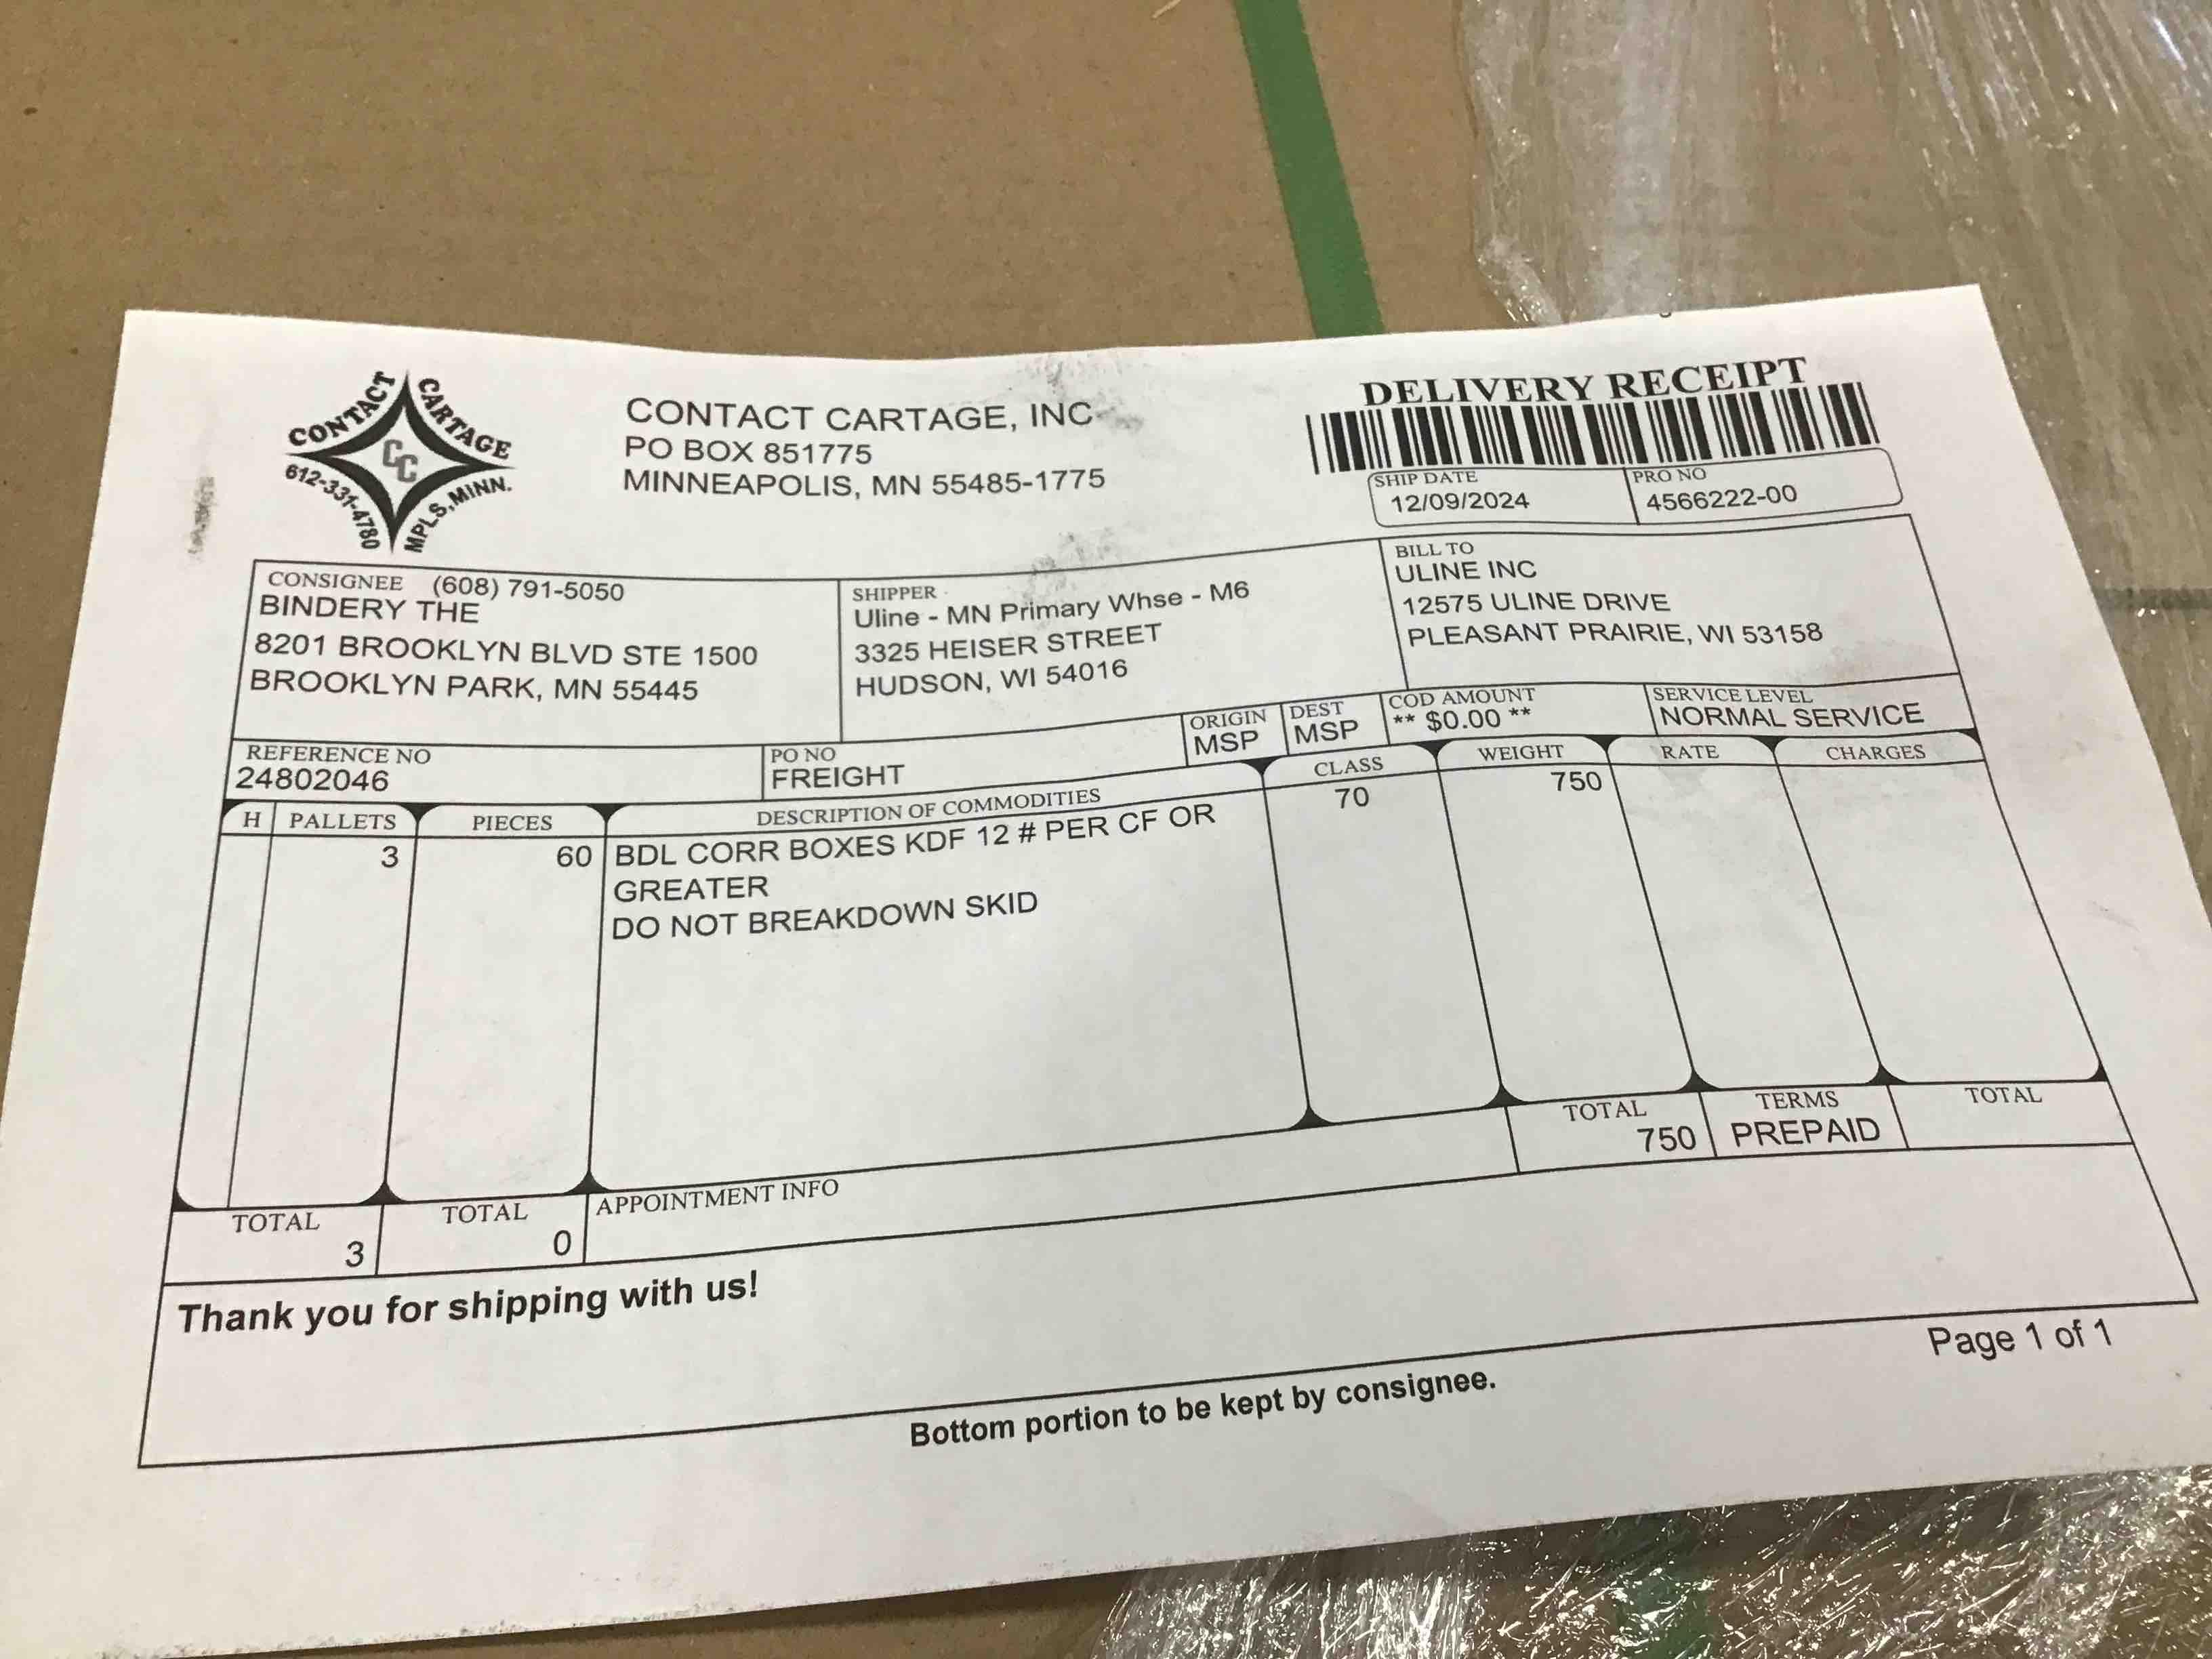 CONTACT CARTAGE
CC
612-331-4780 MPLS, MINN.
CONTACT CARTAGE, INC
PO BOX 851775
MINNEAPOLIS, MN 55485-1775
DELIVERY RECEIPT
SHIP DATE
12/09/2024
PRO NO
4566222-00
CONSIGNEE (608) 791-5050
BINDERY THE
8201 BROOKLYN BLVD STE 1500
BROOKLYN PARK, MN 55445
SHIPPER
Uline - MN Primary Whse - M6
3325 HEISER STREET
HUDSON, WI 54016
BILL TO
ULINE INC
12575 ULINE DRIVE
PLEASANT PRAIRIE, WI 53158
REFERENCE NO
24802046
PO NO
FREIGHT
ORIGIN
MSP
DEST
MSP
COD AMOUNT
** $0.00 **
SERVICE LEVEL
NORMAL SERVICE
H PALLETS PIECES DESCRIPTION OF COMMODITIES CLASS WEIGHT RATE CHARGES
3 60 BDL CORR BOXES KDF 12 # PER CF OR 70 750
GREATER
DO NOT BREAKDOWN SKID
TOTAL
3
TOTAL
0
APPOINTMENT INFO
TOTAL
750
TERMS
PREPAID
TOTAL
Thank you for shipping with us!
Page 1 of 1
Bottom portion to be kept by consignee.